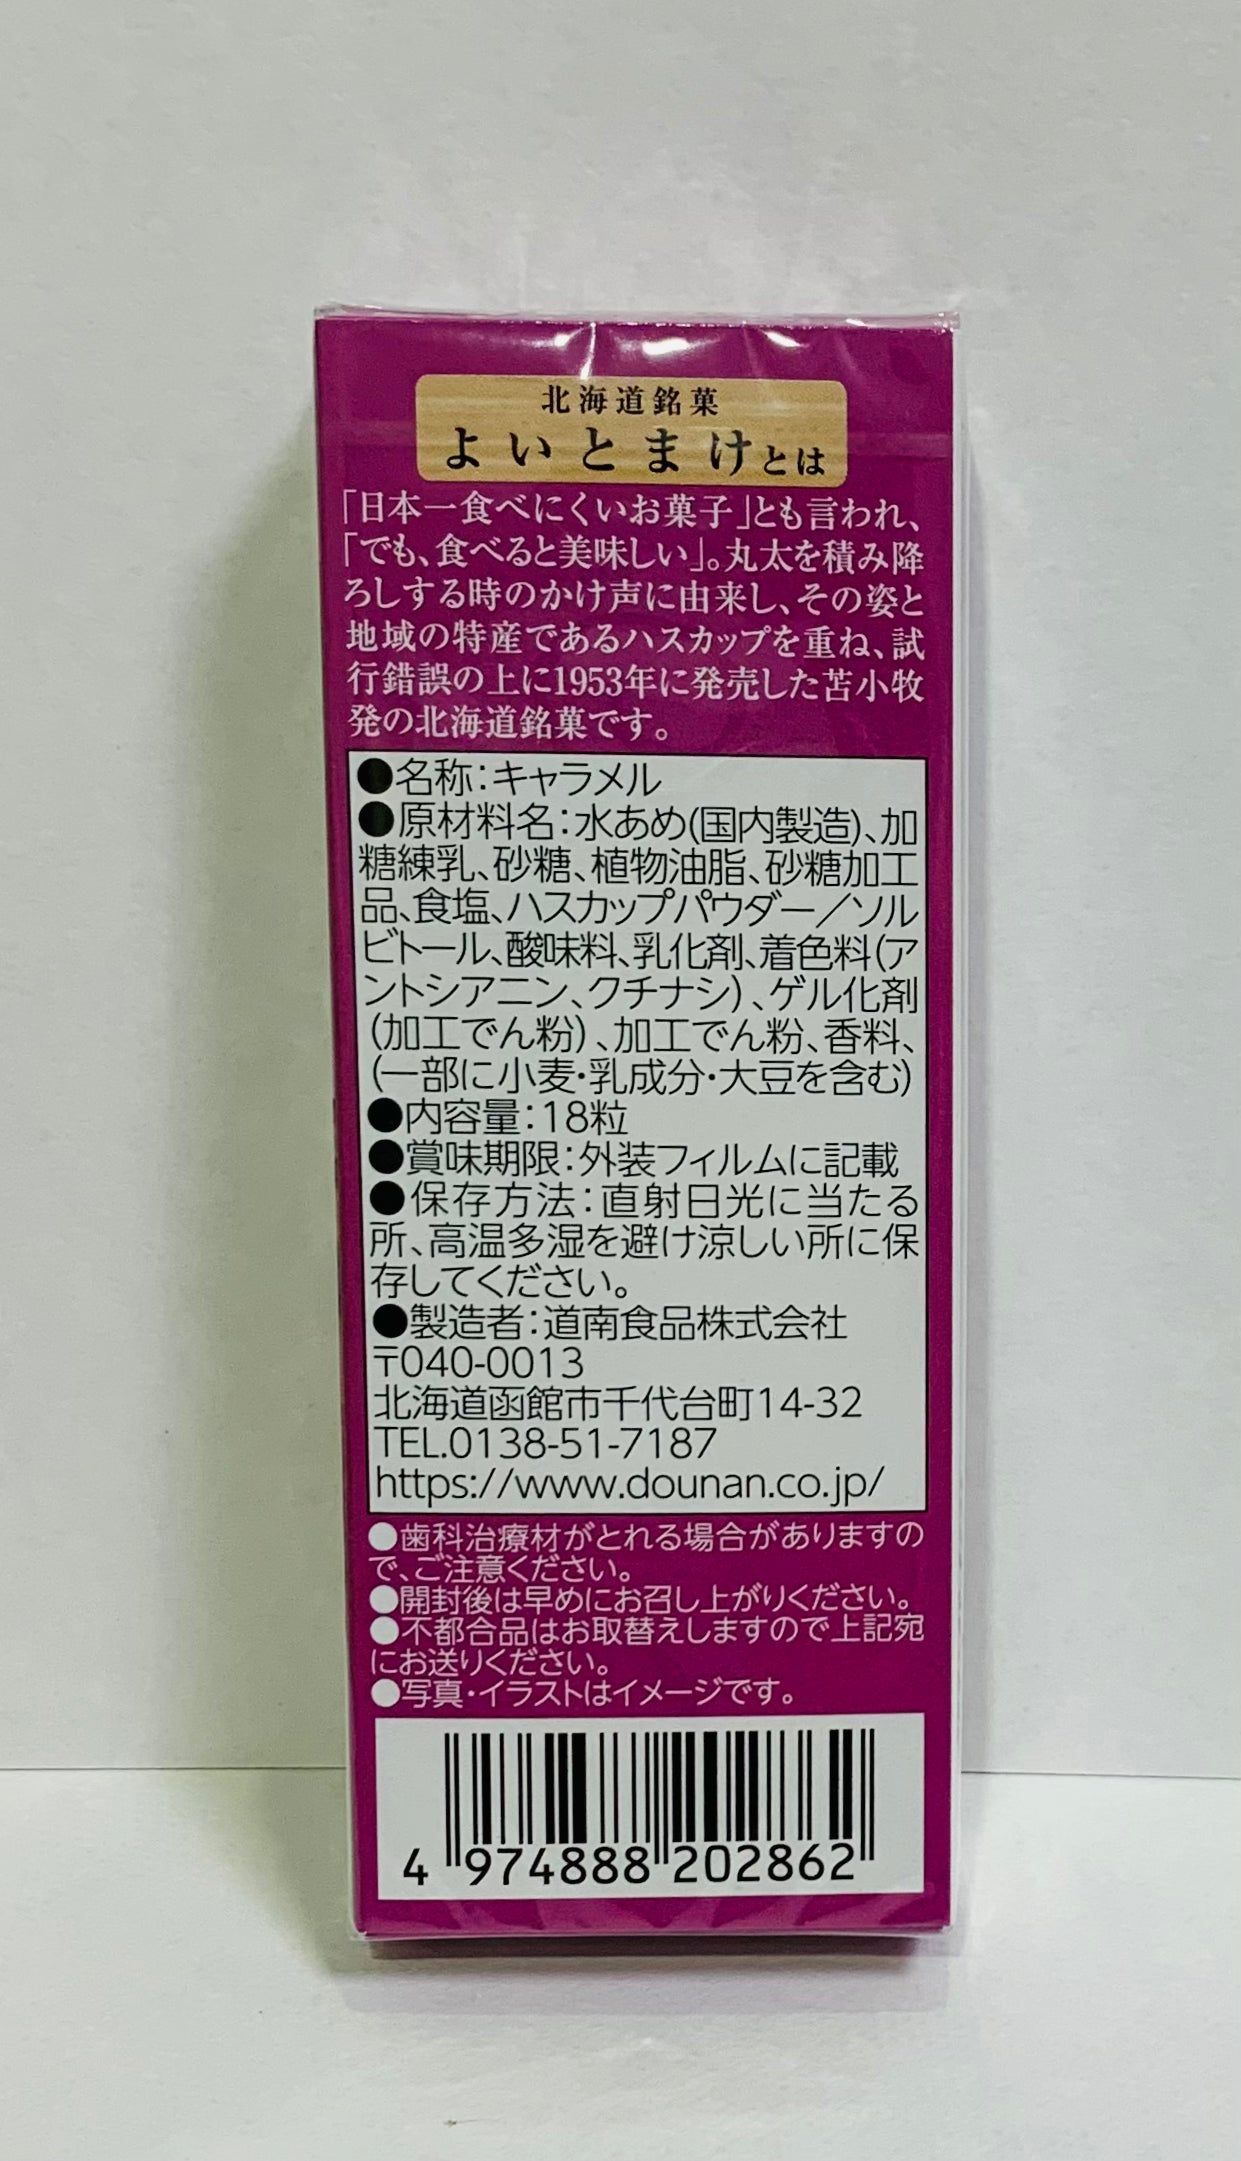 北海道銘菓
よいとまけとは
「日本一食べにくいお菓子」とも言われ、
「でも、食べると美味しい」。丸太を積み降
ろしする時のかけ声に由来し、その姿と
地域の特産であるハスカップを重ね、試
行錯誤の上に1953年に発売した苫小牧
発の北海道銘菓です。
●名称：キャラメル
●原材料名：水あめ(国内製造)、加
糖練乳、砂糖、植物油脂、砂糖加工
品、食塩、ハスカップパウダー／ソル
ビトール、酸味料、乳化剤、着色料(ア
ントシアニン、クチナシ)、ゲル化剤
(加工でん粉)、加工でん粉、香料、
(一部に小麦・乳成分・大豆を含む)
●内容量：18粒
●賞味期限：外装フィルムに記載
●保存方法：直射日光に当たる
所、高温多湿を避け涼しい所に保
存してください。
●製造者：道南食品株式会社
〒040-0013
北海道函館市千代台町14-32
TEL.0138-51-7187
https://www.dounan.co.jp/
●歯科治療材がとれる場合がありますの
で、ご注意ください。
●開封後は早めにお召し上がりください。
●不都合品はお取替えしますので上記宛
にお送りください。
●写真・イラストはイメージです。
4 974888 202862